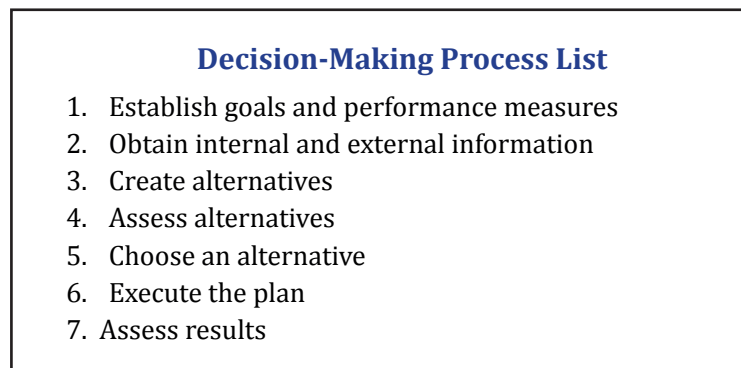 Decision-Making Process List
1. Establish goals and performance measures
2. Obtain internal and external information
3. Create alternatives
4. Assess alternatives
5. Choose an alternative
6. Execute the plan
7. Assess results